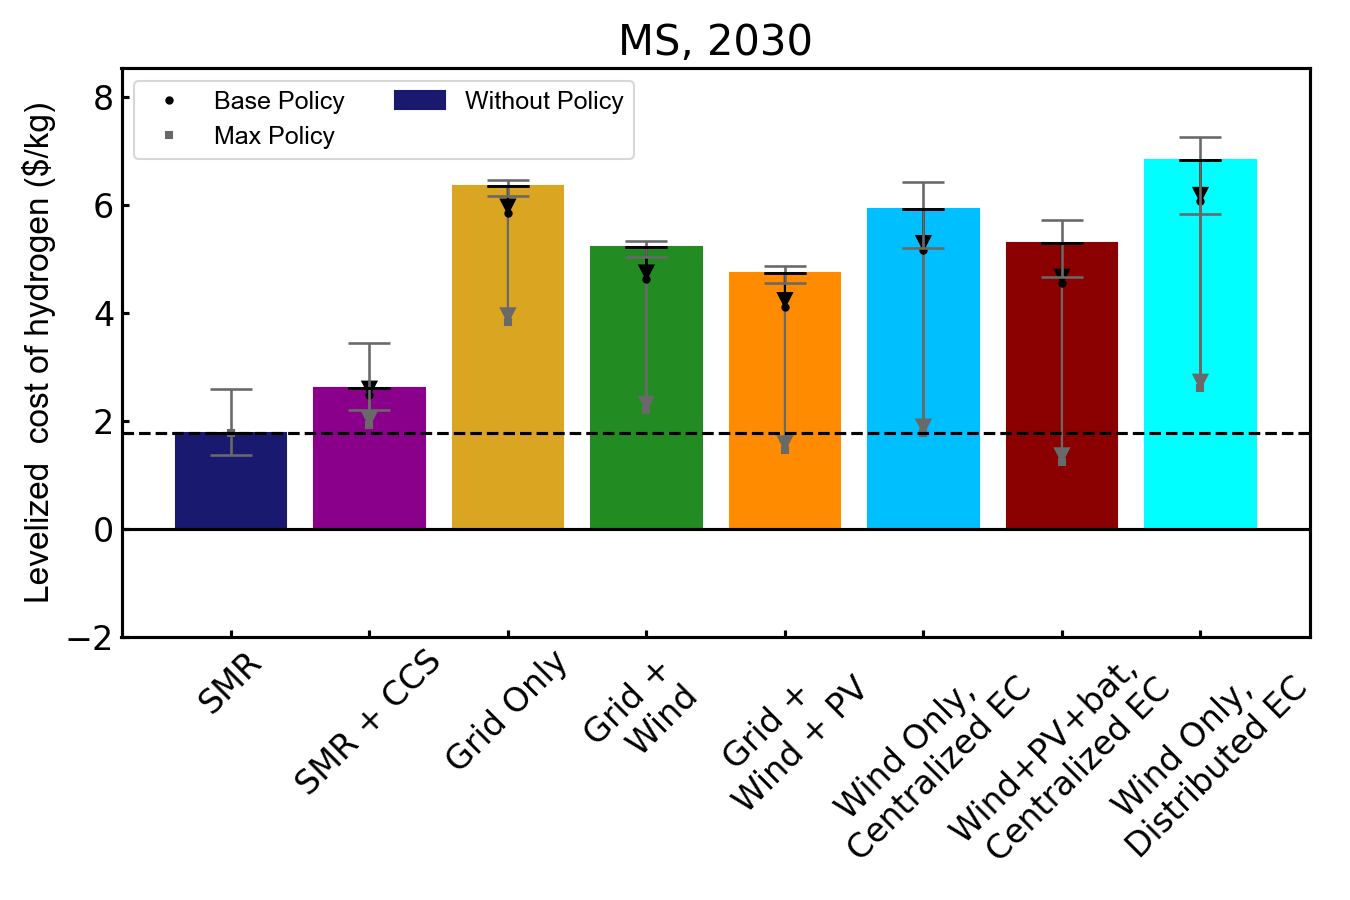 MS, 2030
Levelized cost of hydrogen ($/kg)
8
6
4
2
0
−2
Base Policy
Max Policy
Without Policy
SMR
SMR + CCS
Grid Only
Grid +
Wind
Grid +
Wind + PV
Wind Only,
Centralized EC
Wind+PV+bat,
Centralized EC
Wind Only,
Distributed EC